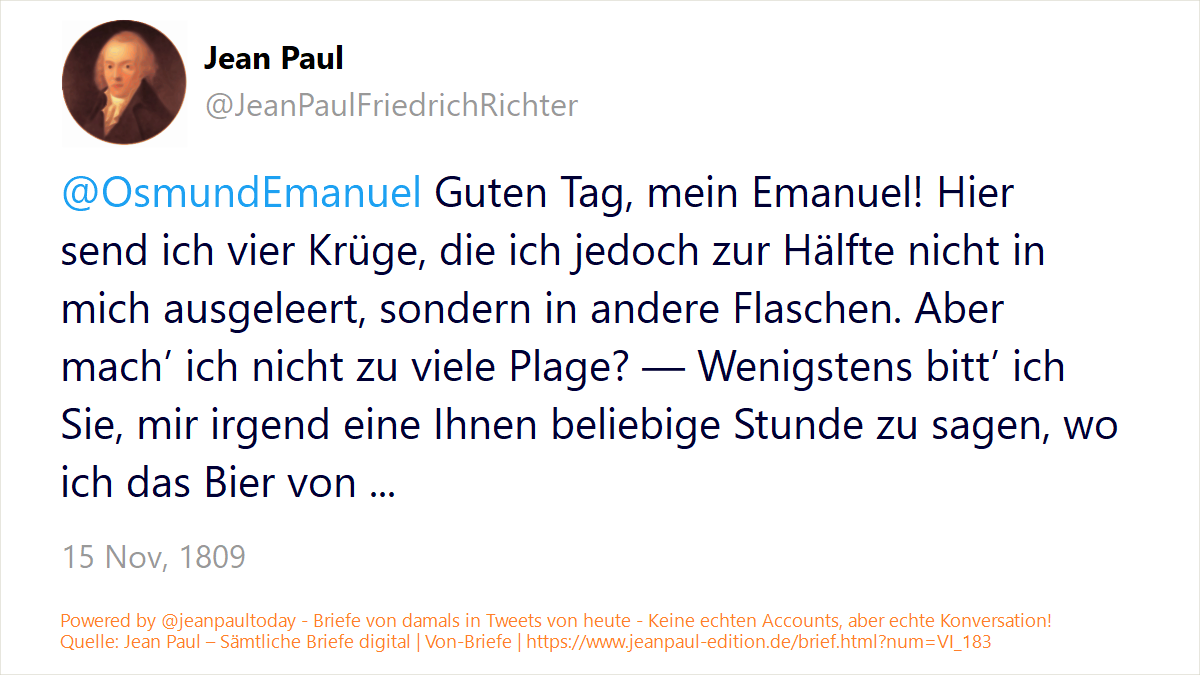 Jean Paul
@JeanPaulFriedrichRichter
@OsmundEmanuel Guten Tag, mein Emanuel! Hier
send ich vier Krüge, die ich jedoch zur Hälfte nicht in
mich ausgeleert, sondern in andere Flaschen. Aber
mach’ ich nicht zu viele Plage? — Wenigstens bitt’ ich
Sie, mir irgend eine Ihnen beliebige Stunde zu sagen, wo
ich das Bier von ...
15 Nov, 1809
Powered by @jeanpaultoday - Briefe von damals in Tweets von heute - Keine echten Accounts, aber echte Konversation!
Quelle: Jean Paul – Sämtliche Briefe digital | Von-Briefe | https://www.jeanpaul-edition.de/brief.html?num=VI_183